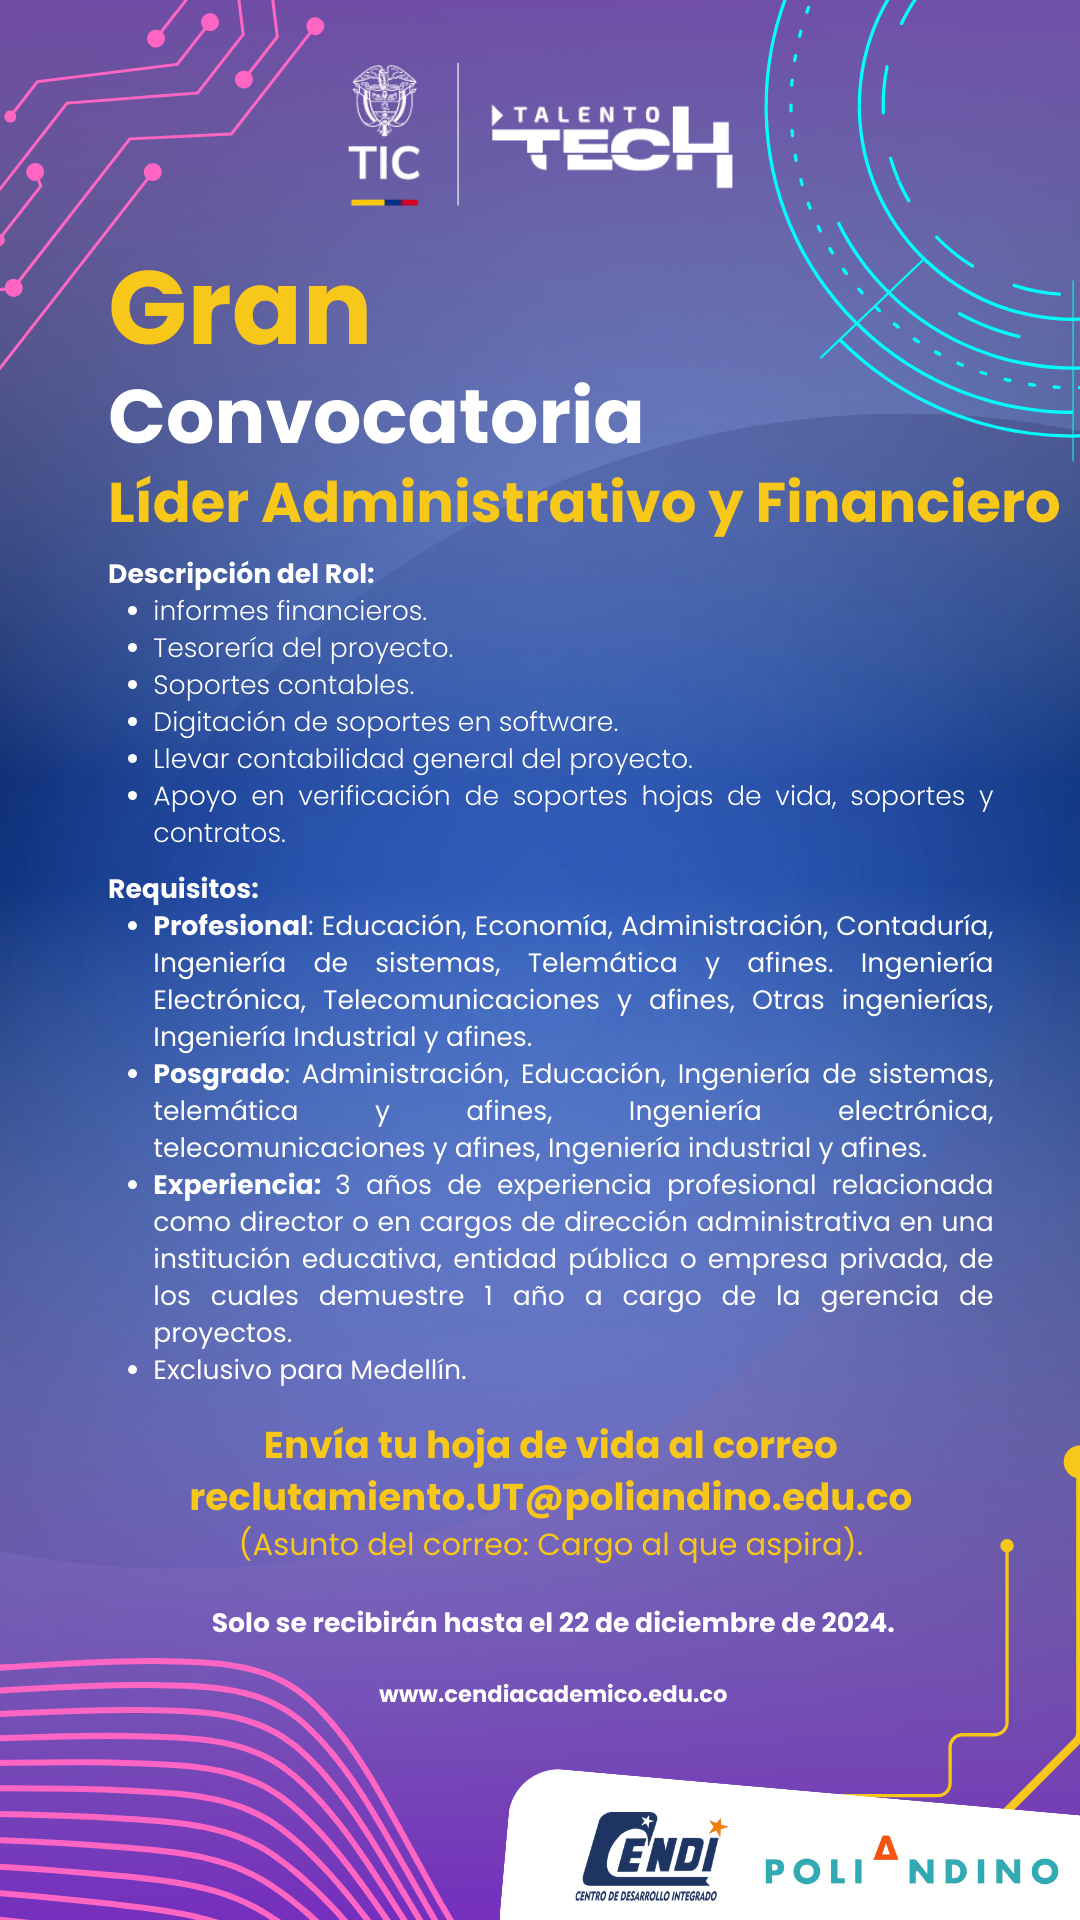 TIC
TALENTO
TECH
Gran
Convocatoria
Líder Administrativo y Financiero
Descripción del Rol:
• informes financieros.
• Tesorería del proyecto.
• Soportes contables.
• Digitación de soportes en software.
• Llevar contabilidad general del proyecto.
• Apoyo en verificación de soportes hojas de vida, soportes y
contratos.
Requisitos:
• Profesional: Educación, Economía, Administración, Contaduría,
Ingeniería de sistemas, Telemática y afines. Ingeniería
Electrónica, Telecomunicaciones y afines, Otras ingenierías,
Ingeniería Industrial y afines.
• Posgrado: Administración, Educación, Ingeniería de sistemas,
telemática y afines, Ingeniería electrónica,
telecomunicaciones y afines, Ingeniería industrial y afines.
• Experiencia: 3 años de experiencia profesional relacionada
como director o en cargos de dirección administrativa en una
institución educativa, entidad pública o empresa privada, de
los cuales demuestre 1 año a cargo de la gerencia de
proyectos.
• Exclusivo para Medellín.
Envía tu hoja de vida al correo
reclutamiento.UT@poliandino.edu.co
(Asunto del correo: Cargo al que aspira).
Solo se recibirán hasta el 22 de diciembre de 2024.
www.cendiacademico.edu.co
CENDI
CENTRO DE DESARROLLO INTEGRADO
POLIANDINO